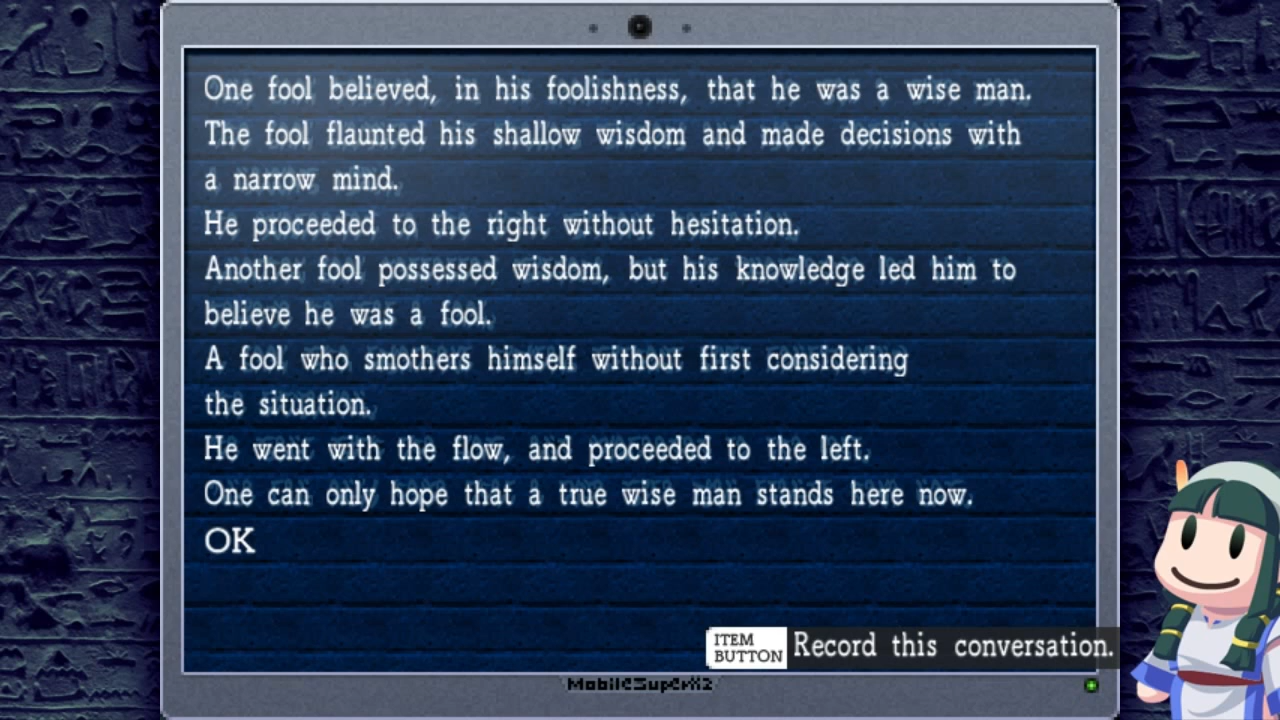 One fool believed, in his foolishness, that he was a wise man.
The fool flaunted his shallow wisdom and made decisions with
a narrow mind.
He proceeded to the right without hesitation.
Another fool possessed wisdom, but his knowledge led him to
believe he was a fool.
A fool who smothers himself without first considering
the situation.
He went with the flow, and proceeded to the left.
One can only hope that a true wise man stands here now.
OK
ITEM
BUTTON
Record this conversation.
MobileSuperX2